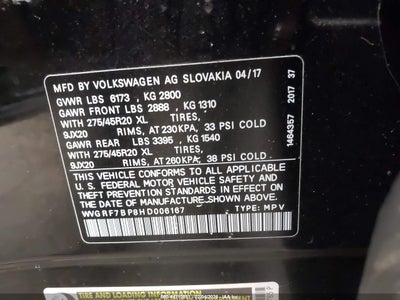 MFD BY VOLKSWAGEN AG SLOVAKIA 04/17
GVWR LBS 6173 , KG 2800
GAWR FRONT LBS 2888 , KG 1310
WITH 275/45R20 XL TIRES,
9JX20 RIMS, AT 230 KPA, 33 PSI COLD
GAWR REAR LBS 3395 , KG 1540
WITH 275/45R20 XL TIRES,
9JX20 RIMS, AT 260 KPA, 38 PSI COLD
THIS VEHICLE CONFORMS TO ALL APPLICABLE
U.S. FEDERAL MOTOR VEHICLE SAFETY AND
THEFT PREVENTION STANDARDS IN EFFECT ON
THE DATE OF MANUFACTURE SHOWN ABOVE.
WVGRF7BP8HD006167 TYPE: MPV
1464357 2017 37
TIRE AND LOADING INFORMATION